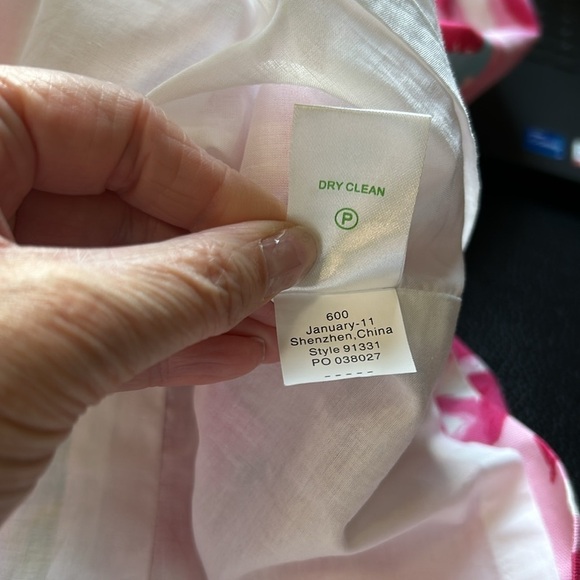 DRY CLEAN
P
600
January-11
Shenzhen,China
Style 91331
PO 038027
-----